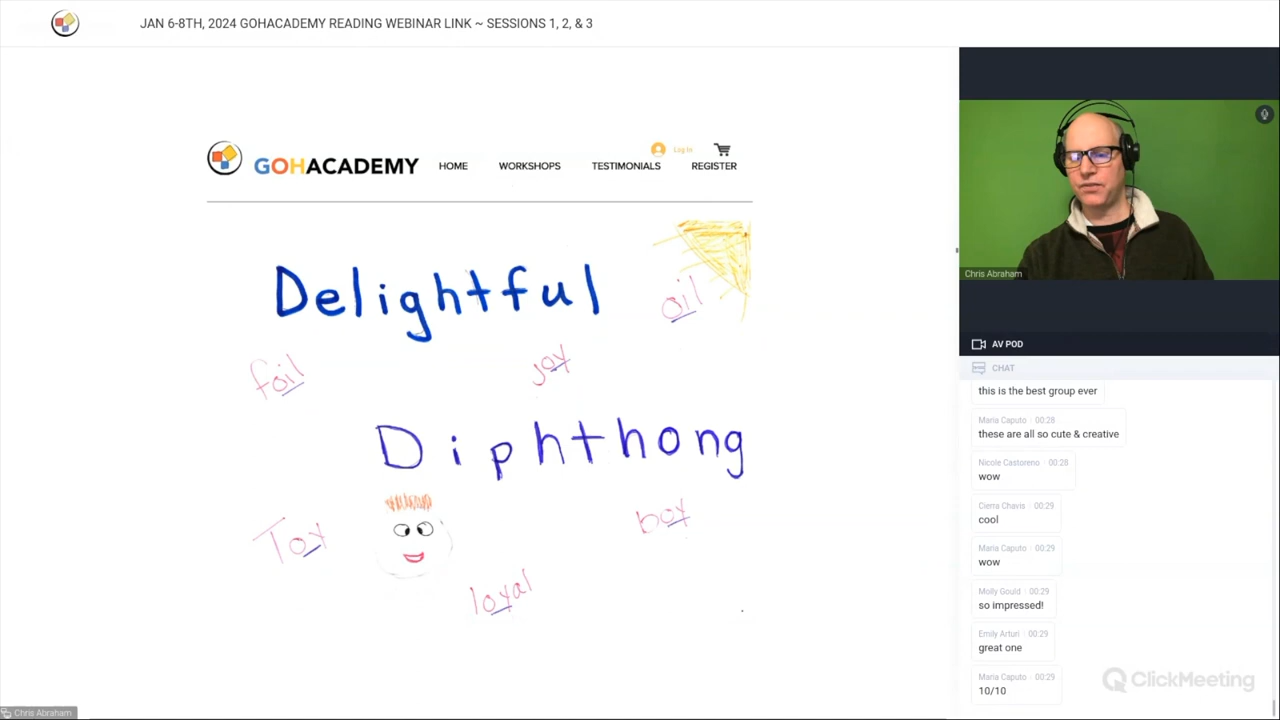 JAN 6-8TH, 2024 GOHACADEMY READING WEBINAR LINK ~ SESSIONS 1, 2, & 3
GOHACADEMY
HOME
WORKSHOPS
TESTIMONIALS
Log In
REGISTER
Delightful
oil
foil
joy
Diphthong
Toy
boy
loyal
Chris Abraham
Chris Abraham
AV POD
CHAT
this is the best group ever
Maria Caputo 00:28
these are all so cute & creative
Nicole Castoreno 00:28
wow
Cierra Chavis 00:29
cool
Maria Caputo 00:29
wow
Molly Gould 00:29
so impressed!
Emily Arturi 00:29
great one
Maria Caputo 00:29
10/10
ClickMeeting